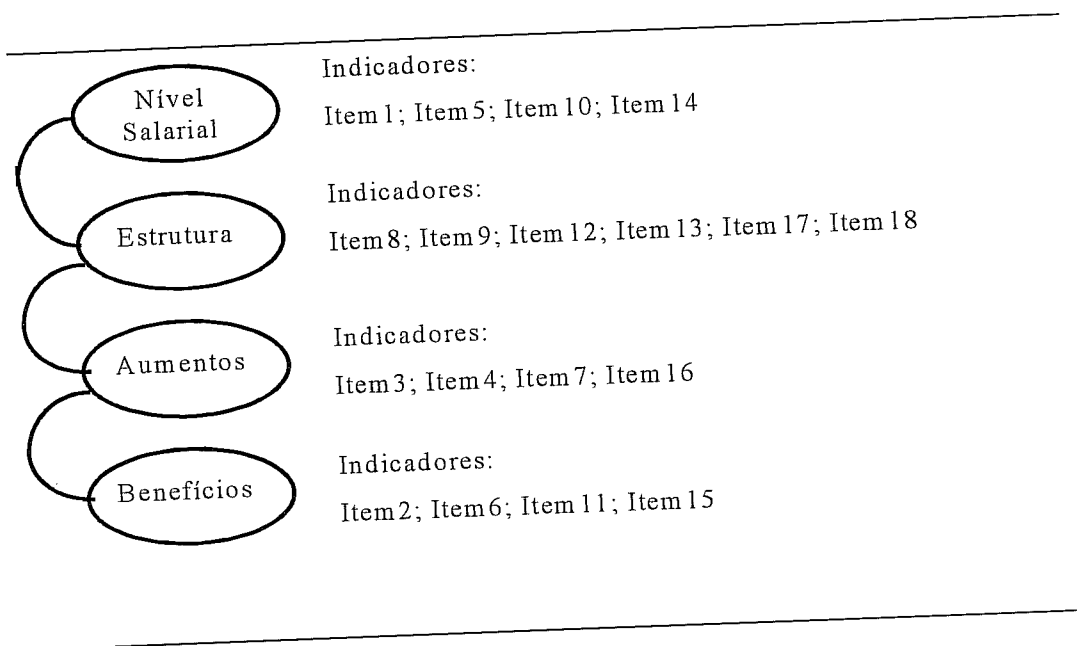 Nível
Salarial
Indicadores:
Item 1; Item 5; Item 10; Item 14
Estrutura
Indicadores:
Item 8; Item 9; Item 12; Item 13; Item 17; Item 18
Aumentos
Indicadores:
Item 3; Item 4; Item 7; Item 16
Benefícios
Indicadores:
Item 2; Item 6; Item 11; Item 15